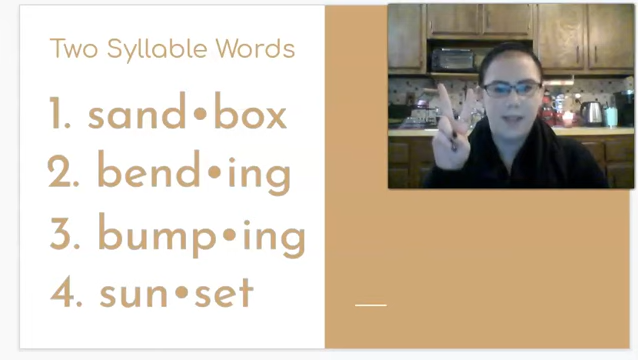 Two Syllable Words
1. sand•box
2. bend•ing
3. bump•ing
4. sun•set